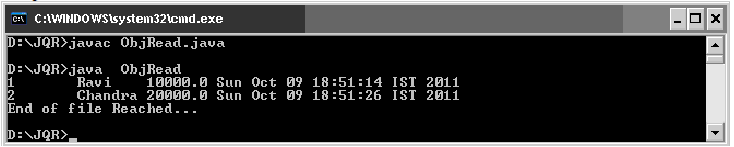 C:\WINDOWS\system32\cmd.exe
D:\JQR>javac ObjRead.java
D:\JQR>java  ObjRead
1       Ravi    10000.0 Sun Oct 09 18:51:14 IST 2011
2       Chandra 20000.0 Sun Oct 09 18:51:26 IST 2011
End of file Reached...
D:\JQR>_